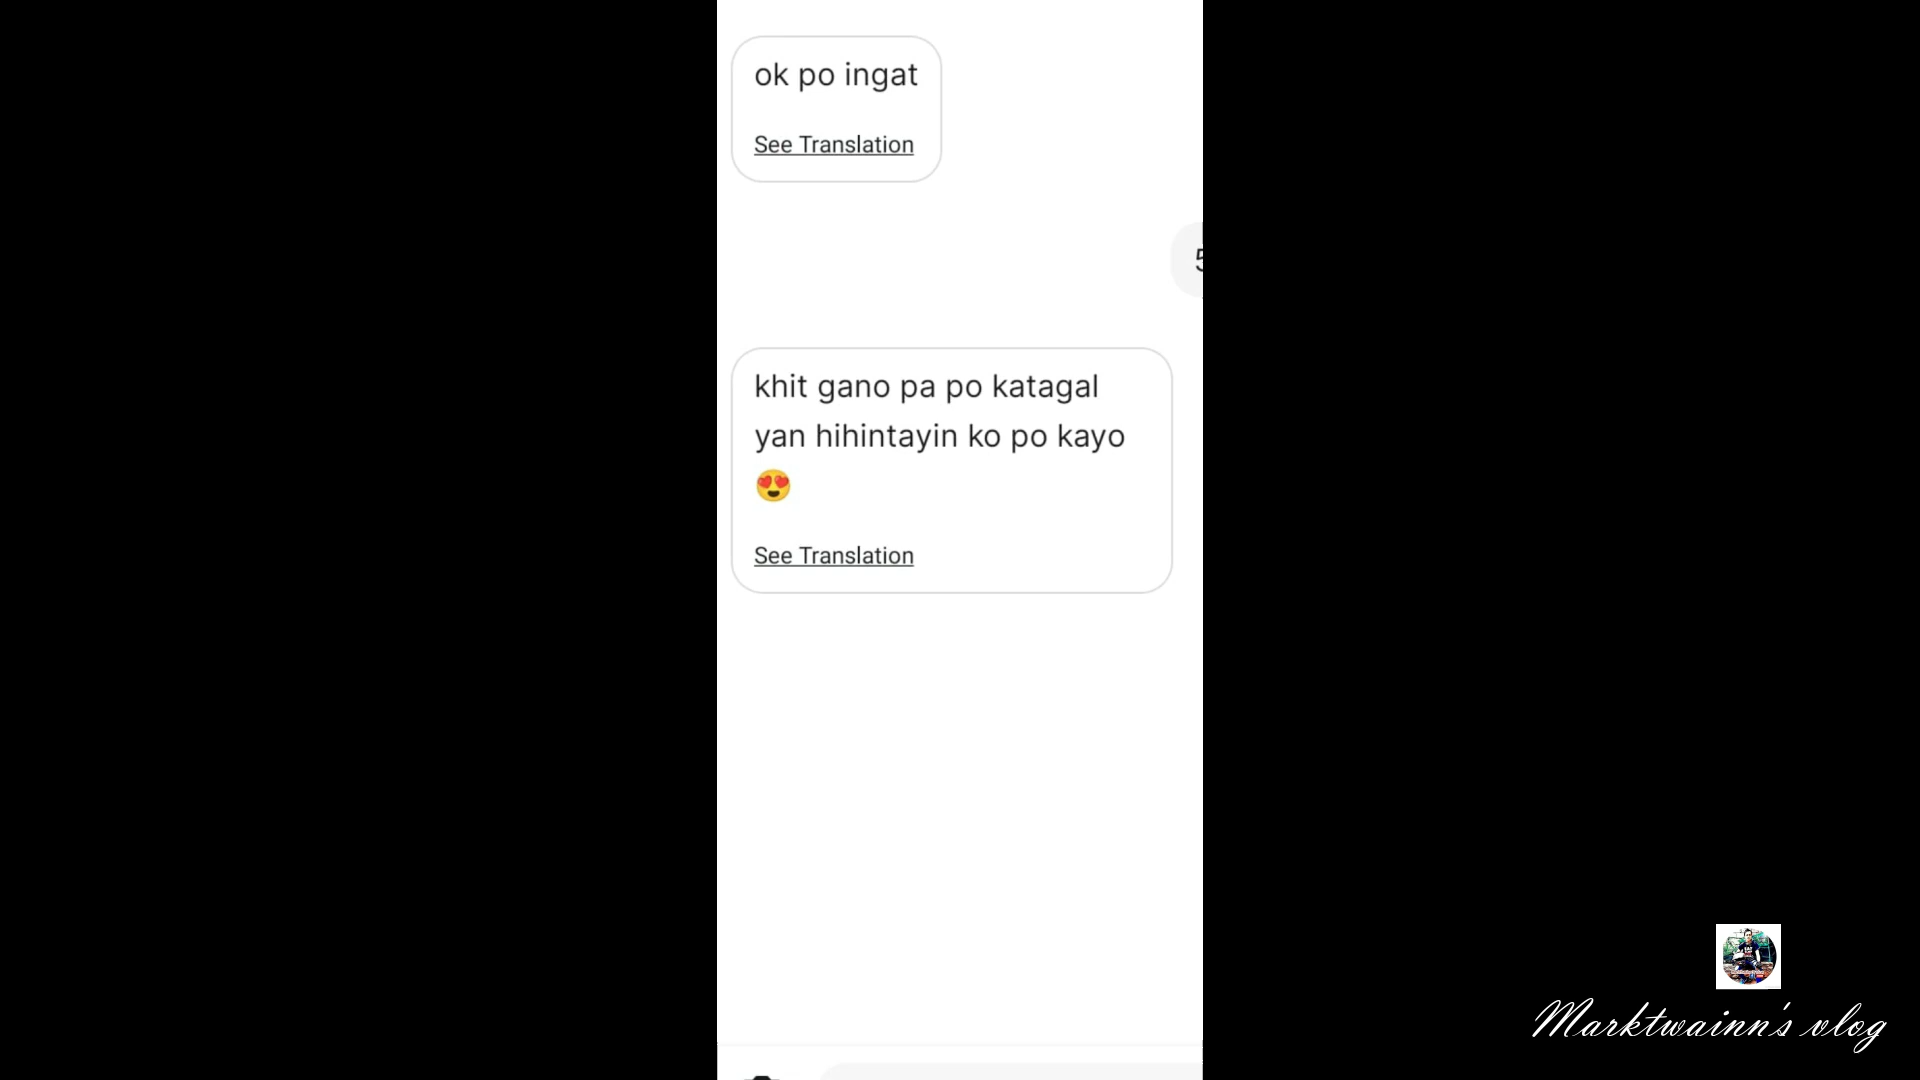 ok po ingat
See Translation
5
khit gano pa po katagal
yan hihintayin ko po kayo
😍
See Translation
Marktwainn's vlog